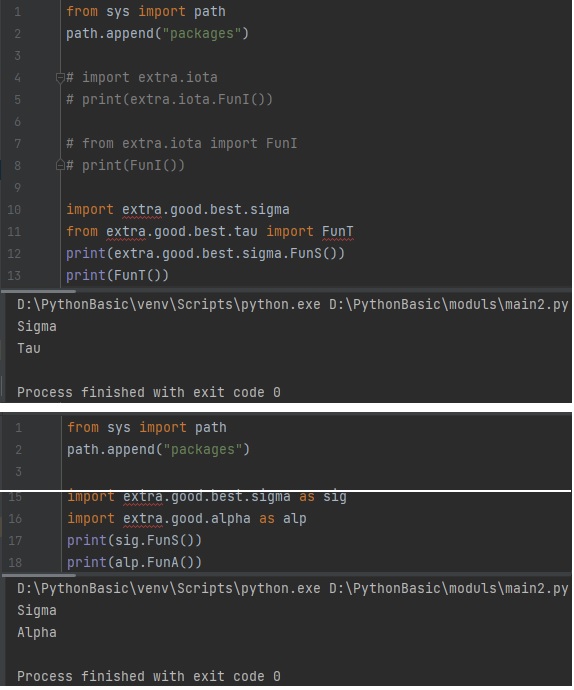 1 from sys import path
2 path.append("packages")
3
4 # import extra.iota
5 # print(extra.iota.FunI())
6
7 # from extra.iota import FunI
8 # print(FunI())
9
10 import extra.good.best.sigma
11 from extra.good.best.tau import FunT
12 print(extra.good.best.sigma.FunS())
13 print(FunT())
D:\PythonBasic\venv\Scripts\python.exe D:\PythonBasic\moduls\main2.py
Sigma
Tau
Process finished with exit code 0
1 from sys import path
2 path.append("packages")
3
15 import extra.good.best.sigma as sig
16 import extra.good.alpha as alp
17 print(sig.FunS())
18 print(alp.FunA())
D:\PythonBasic\venv\Scripts\python.exe D:\PythonBasic\moduls\main2.py
Sigma
Alpha
Process finished with exit code 0